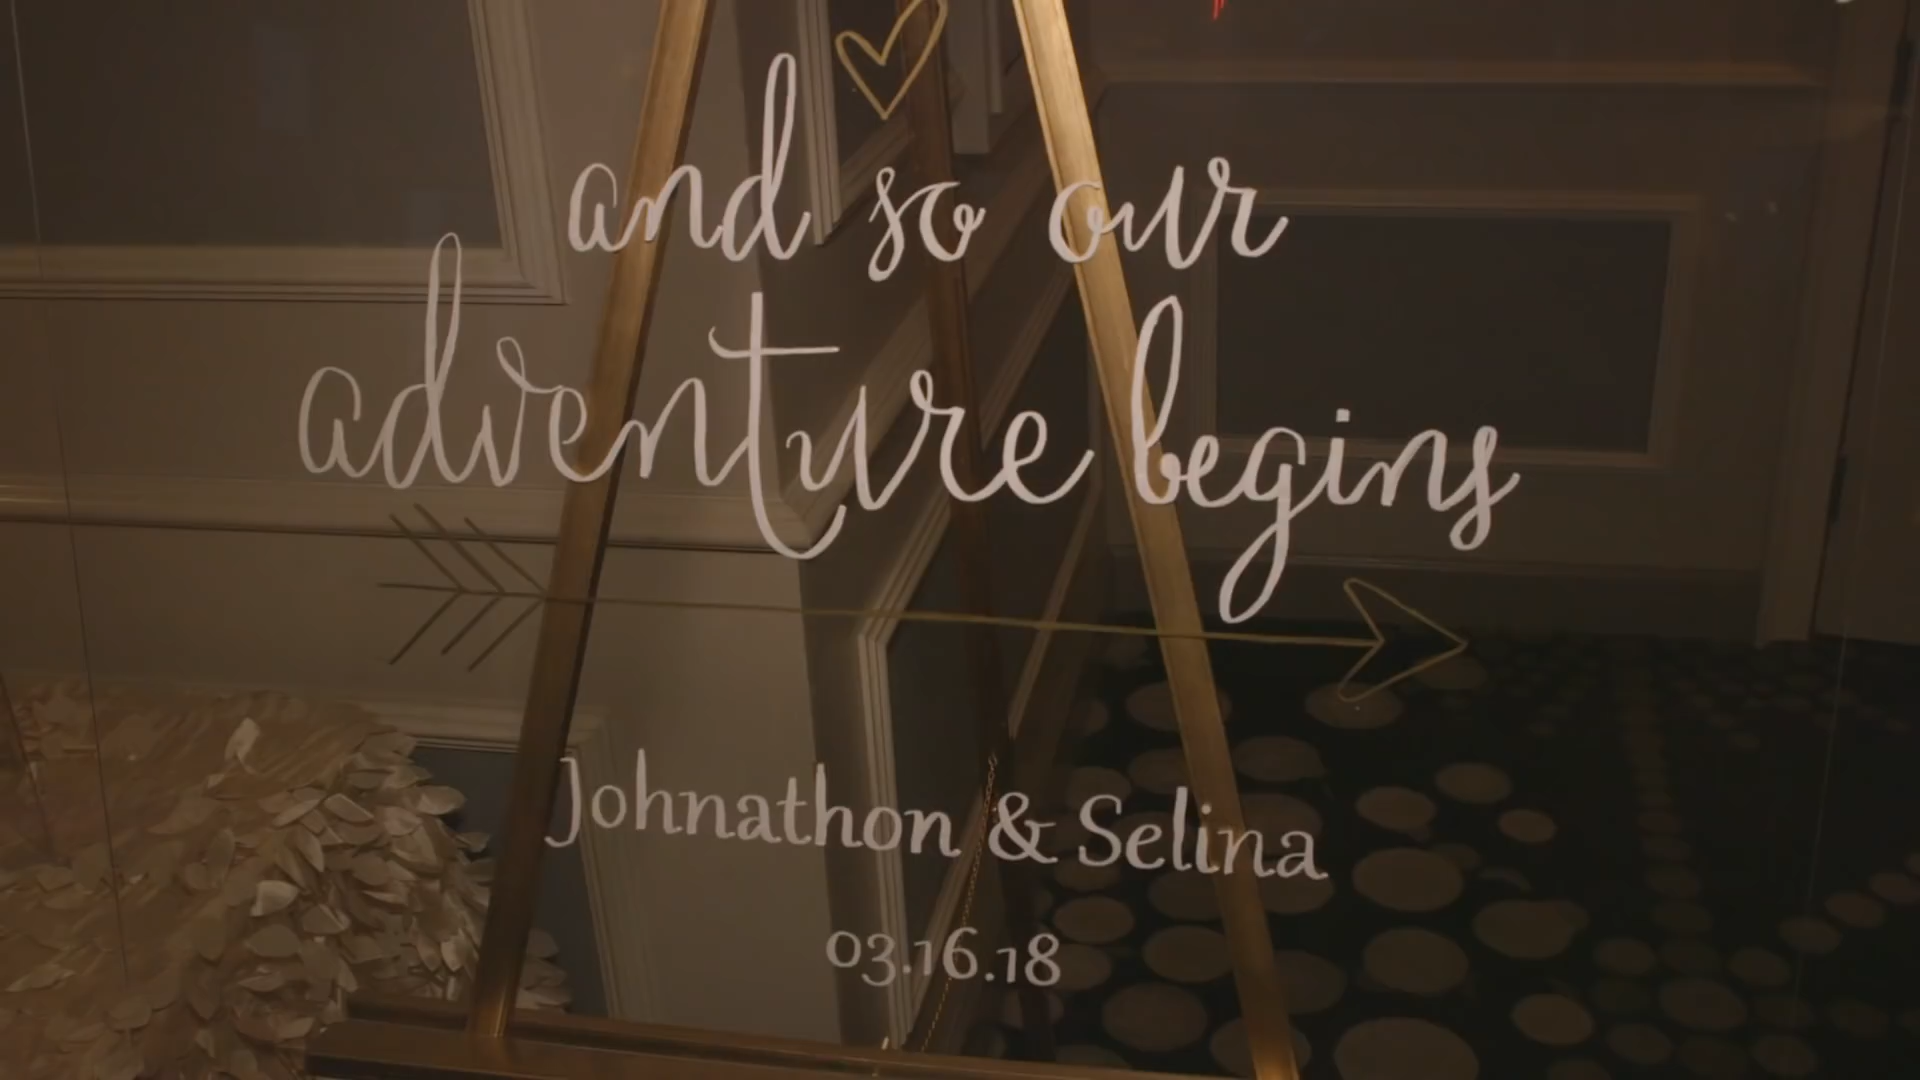 and so our
adventure begins
Johnathon & Selina
03.16.18